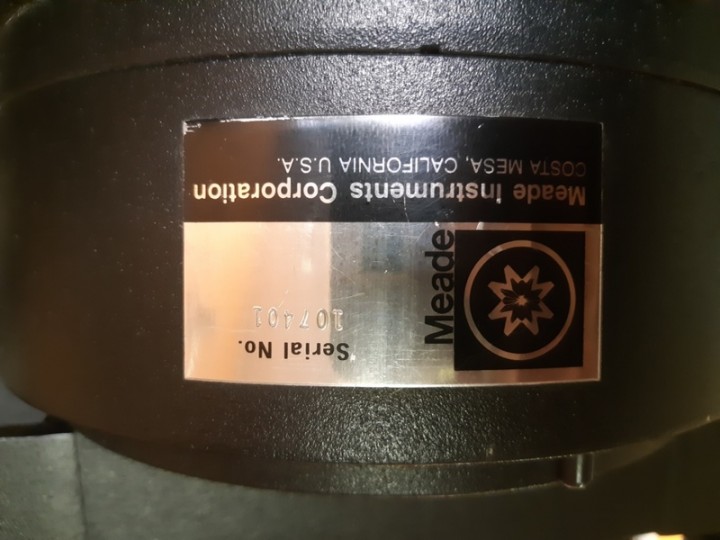 Meade Instruments Corporation
COSTA MESA, CALIFORNIA U.S.A.
Meade
Serial No.
107401